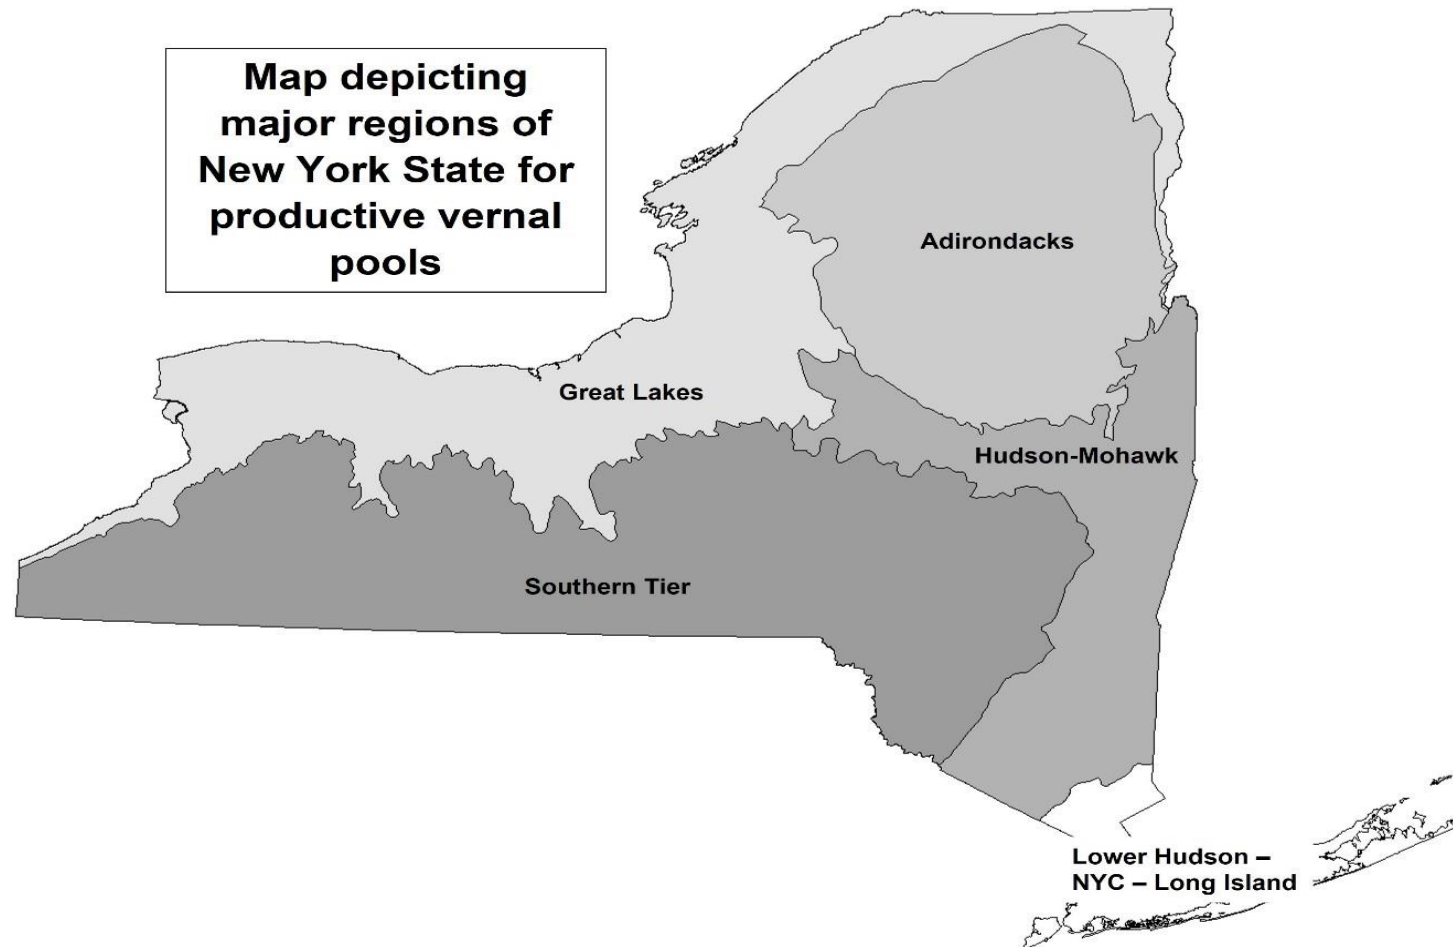 Map depicting
major regions of
New York State for
productive vernal
pools
Adirondacks
Great Lakes
Hudson-Mohawk
Southern Tier
Lower Hudson –
NYC – Long Island